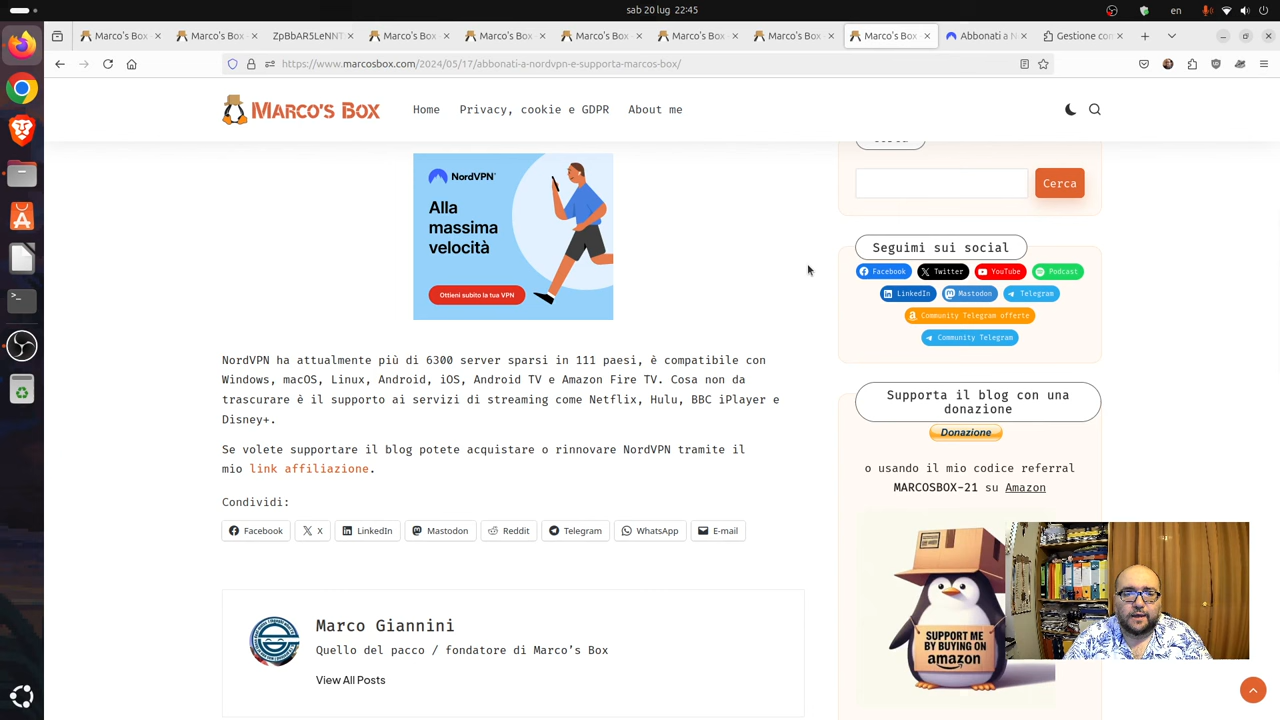 sab 20 lug 22:45
en
Marco's Box
Marco's Box
ZpBbAR5LeNNT
Marco's Box
Marco's Box
Marco's Box
Marco's Box
Marco's Box
Marco's Box
Abbonati a N
Gestione con
https://www.marcosbox.com/2024/05/17/abbonati-a-nordvpn-e-supporta-marcos-box/
MARCO'S BOX
Home
Privacy, cookie e GDPR
About me
NordVPN
Alla
massima
velocità
Ottieni subito la tua VPN
NordVPN ha attualmente più di 6300 server sparsi in 111 paesi, è compatibile con
Windows, macOS, Linux, Android, iOS, Android TV e Amazon Fire TV. Cosa non da
trascurare è il supporto ai servizi di streaming come Netflix, Hulu, BBC iPlayer e
Disney+.
Se volete supportare il blog potete acquistare o rinnovare NordVPN tramite il
mio link affiliazione.
Condividi:
Facebook
X
LinkedIn
Mastodon
Reddit
Telegram
WhatsApp
E-mail
Marco Giannini
Quello del pacco / fondatore di Marco's Box
View All Posts
Cerca
Seguimi sui social
Facebook
Twitter
YouTube
Podcast
LinkedIn
Mastodon
Telegram
Community Telegram offerte
Community Telegram
Supporta il blog con una
donazione
Donazione
o usando il mio codice referral
MARCOSBOX-21 su Amazon
SUPPORT ME
BY BUYING ON
amazon